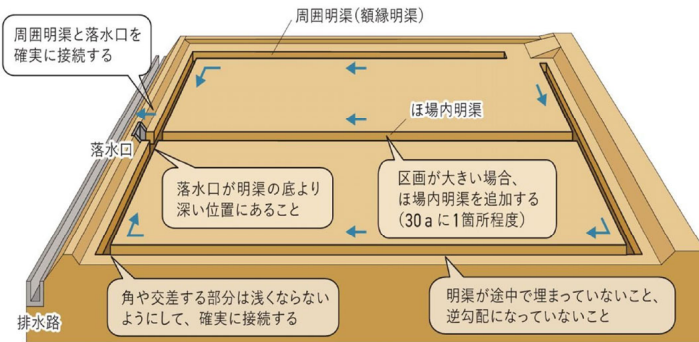 周囲明渠(額縁明渠)
周囲明渠と落水口を
確実に接続する
ほ場内明渠
落水口
落水口が明渠の底より
深い位置にあること
区画が大きい場合、
ほ場内明渠を追加する
(30aに1箇所程度)
角や交差する部分は浅くならない
ようにして、確実に接続する
明渠が途中で埋まっていないこと、
逆勾配になっていないこと
排水路